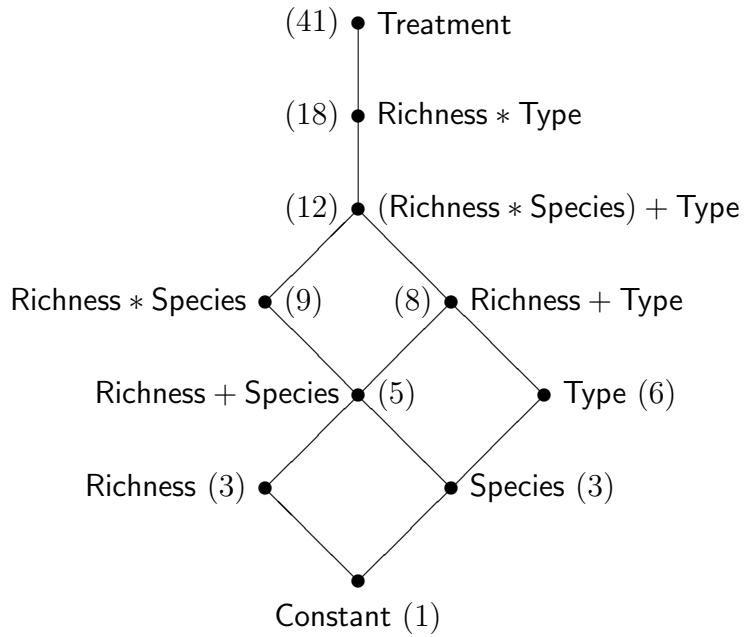 (41) Treatment
(18) Richness ∗ Type
(12) (Richness ∗ Species) + Type
Richness ∗ Species (9) (8) Richness + Type
Richness + Species (5) Type (6)
Richness (3) Species (3)
Constant (1)